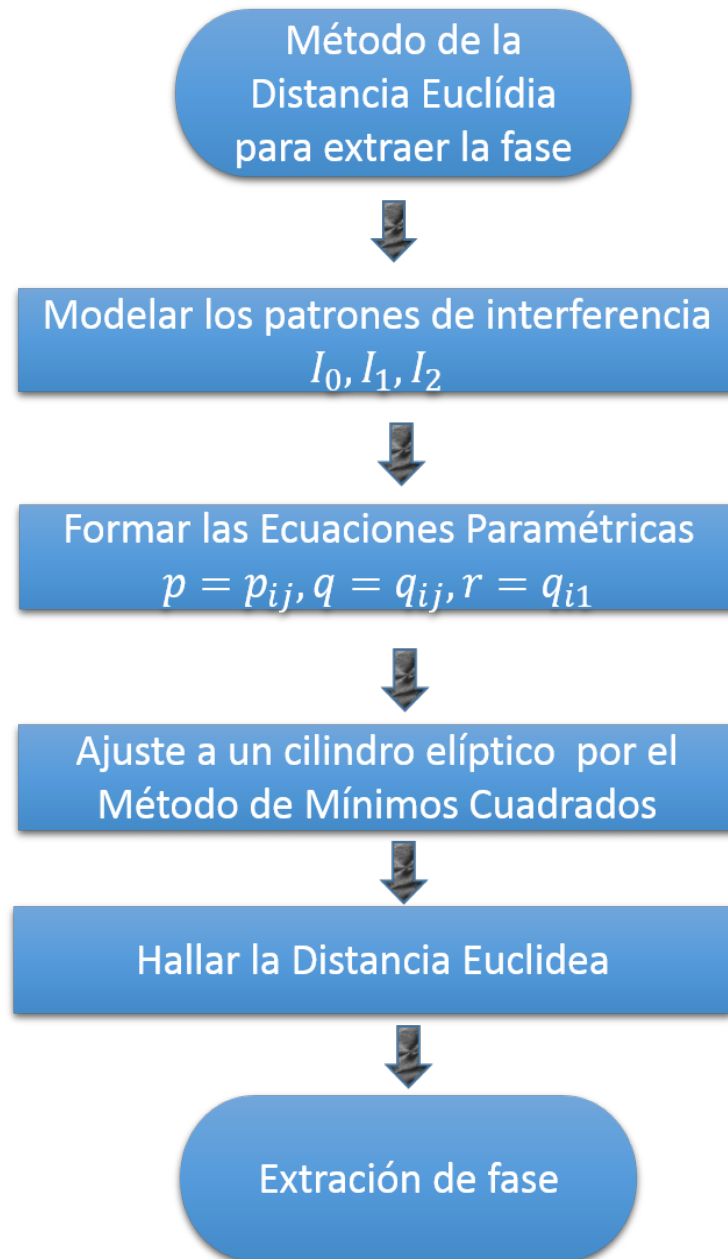 Método de la
Distancia Euclídia
para extraer la fase
Modelar los patrones de interferencia
I₀, I₁, I₂
Formar las Ecuaciones Paramétricas
p = pᵢⱼ, q = qᵢⱼ, r = qᵢ₁
Ajuste a un cilindro elíptico por el
Método de Mínimos Cuadrados
Hallar la Distancia Euclidea
Extración de fase